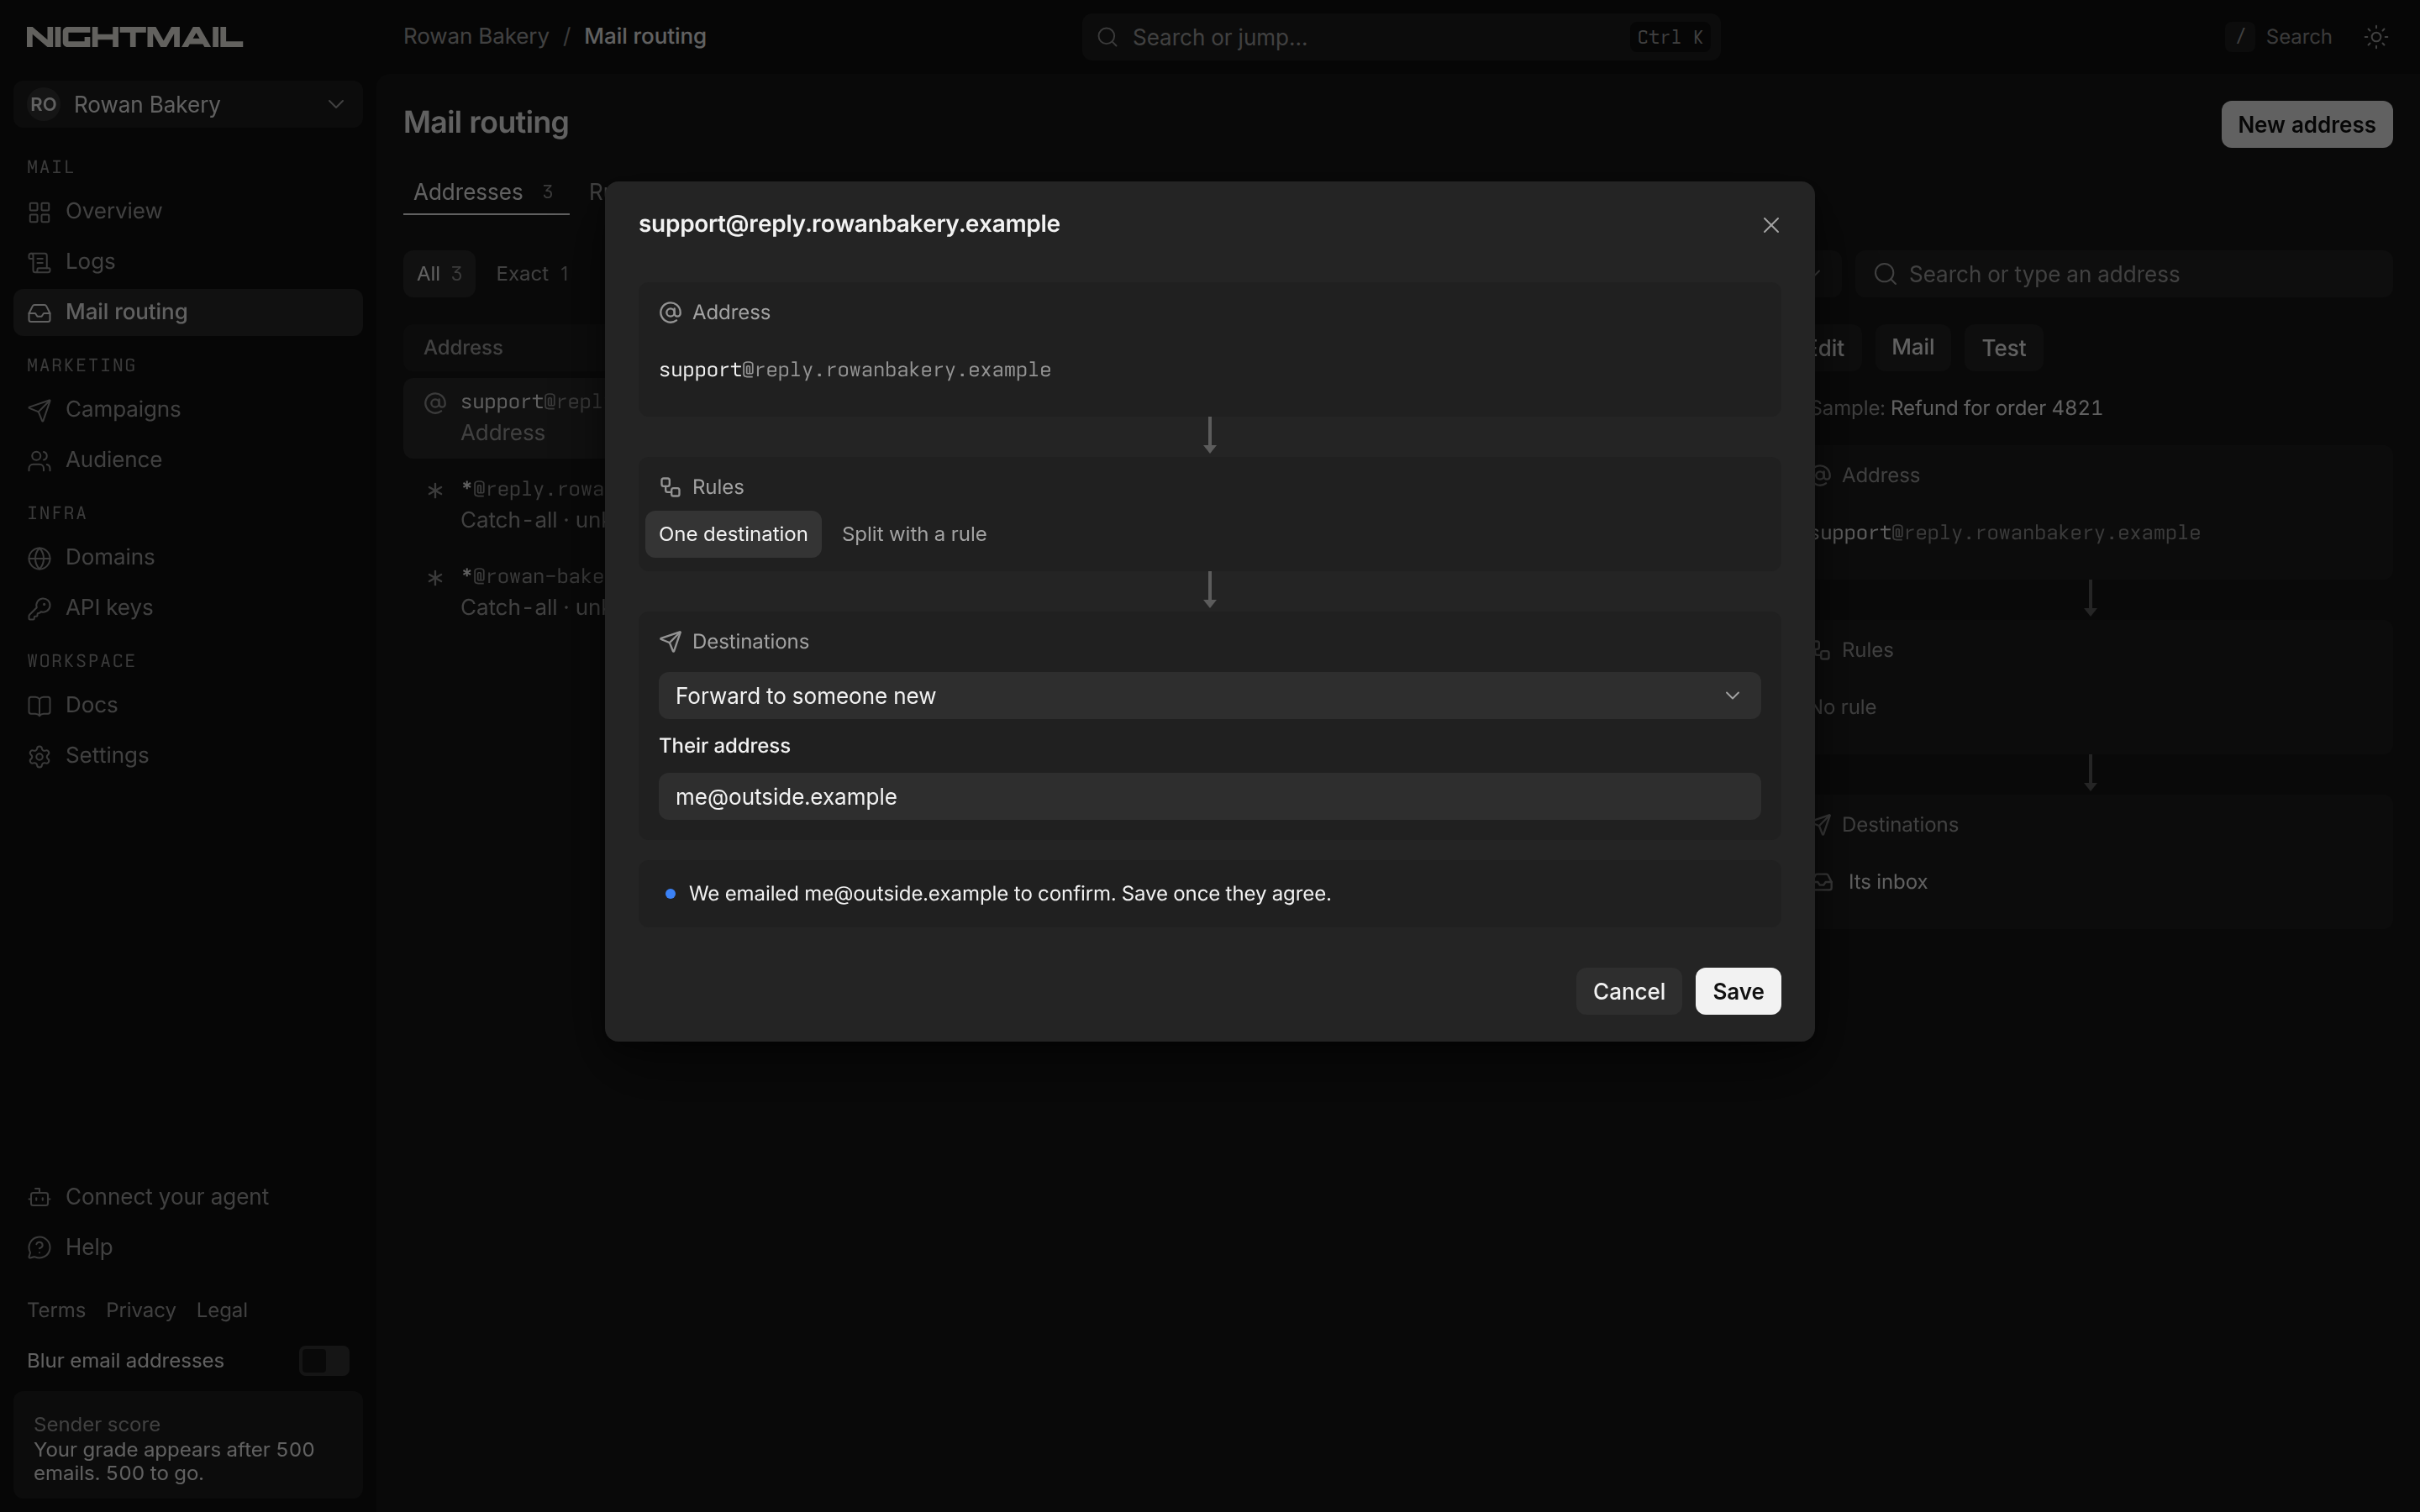 NIGHTMAIL
Rowan Bakery / Mail routing
Search or jump...
Ctrl K
/ Search
RO Rowan Bakery
MAIL
Overview
Logs
Mail routing
MARKETING
Campaigns
Audience
INFRA
Domains
API keys
WORKSPACE
Docs
Settings
Connect your agent
Help
Terms Privacy Legal
Blur email addresses
Sender score
Your grade appears after 500
emails. 500 to go.
Mail routing
New address
Addresses 3
All 3 Exact 1
Search or type an address
Address
support@repl
Address
*@reply.rowa
Catch-all
*@rowan-bake
Catch-all
support@reply.rowanbakery.example
@ Address
support@reply.rowanbakery.example
Rules
One destination Split with a rule
Destinations
Forward to someone new
Their address
me@outside.example
We emailed me@outside.example to confirm. Save once they agree.
Cancel Save
Edit Mail Test
Sample: Refund for order 4821
Address
support@reply.rowanbakery.example
Rules
No rule
Destinations
Its inbox